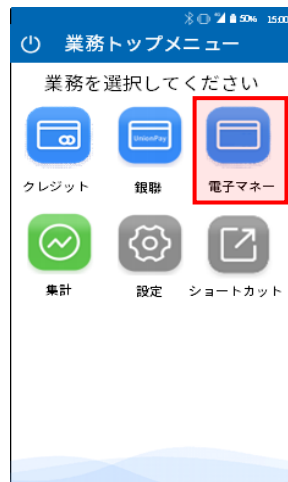 50% 15:00
業務トップメニュー
業務を選択してください
UnionPay
クレジット 銀聯 電子マネー
集計 設定 ショートカット